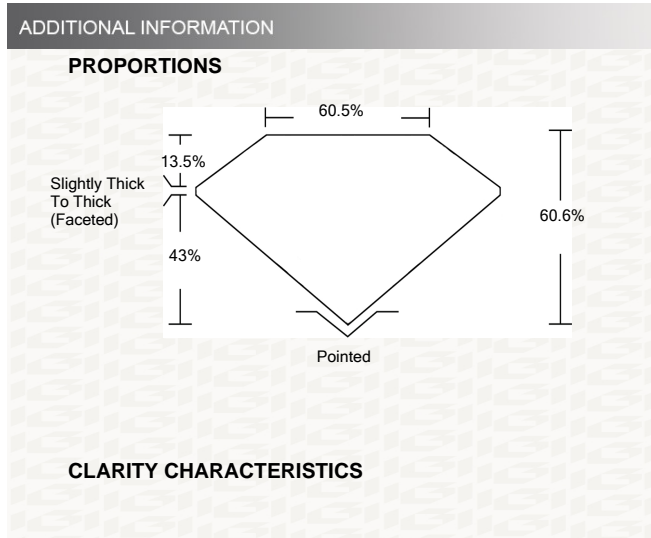 ADDITIONAL INFORMATION
PROPORTIONS
60.5%
13.5%
Slightly Thick
To Thick
(Faceted)
60.6%
43%
Pointed
CLARITY CHARACTERISTICS